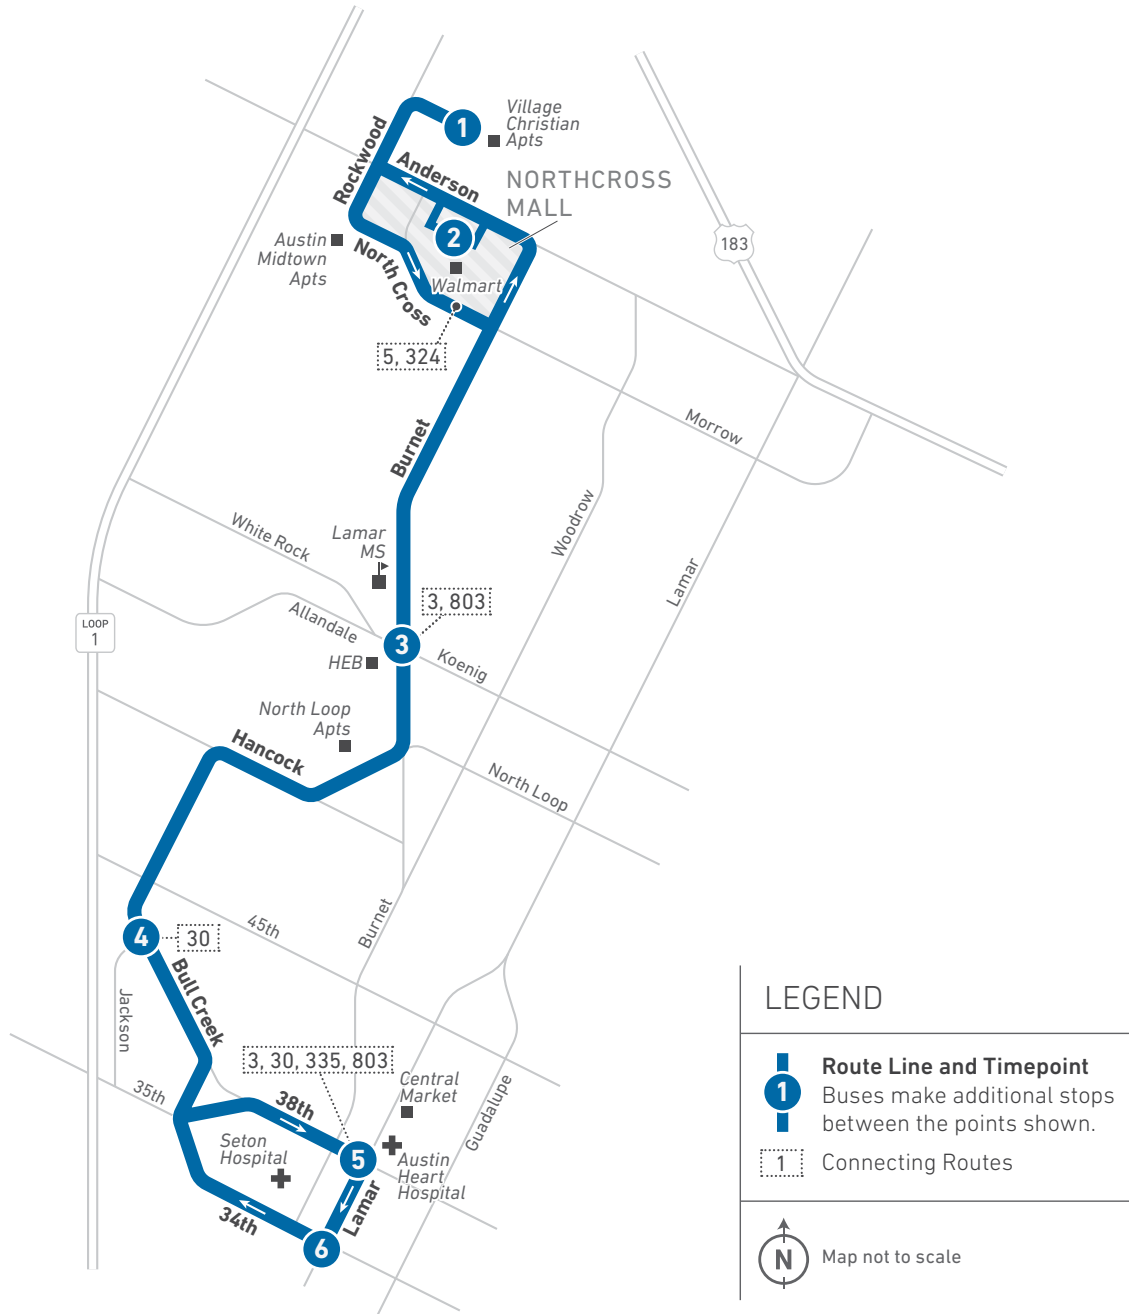 1
Village
Christian
Apts
Rockwood
Anderson
NORTHCROSS
MALL
2
183
Austin
Midtown
Apts
North Cross
Walmart
5, 324
Morrow
Burnet
Woodrow
White Rock
Lamar
MS
Lamar
3, 803
LOOP
1
Allandale
3
Koenig
HEB
North Loop
Apts
Hancock
North Loop
45th
Burnet
4
30
Bull Creek
Jackson
35th
3, 30, 335, 803
Central
Market
Guadalupe
38th
Seton
Hospital
5
Austin
Heart
Hospital
Lamar
34th
6
LEGEND
Route Line and Timepoint
1
Buses make additional stops
between the points shown.
1
Connecting Routes
N
Map not to scale